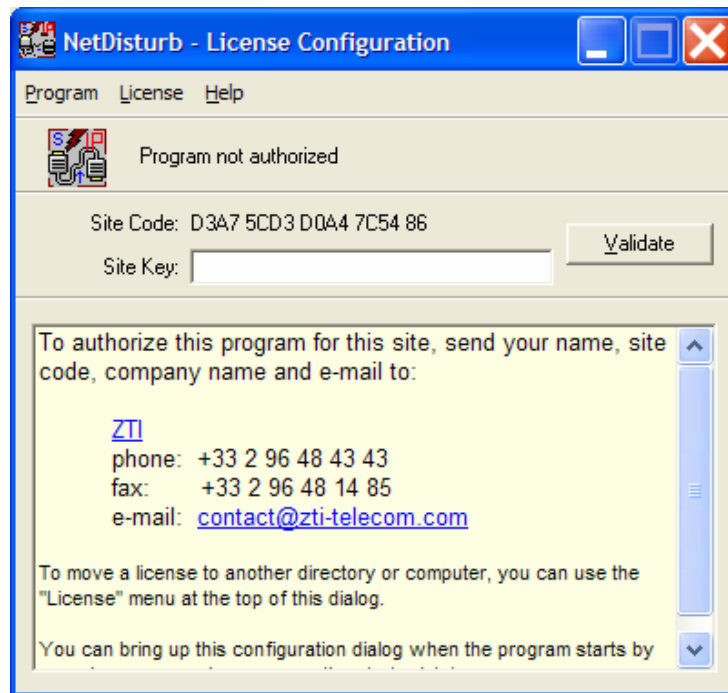 NetDisturb - License Configuration
Program License Help
Program not authorized
Site Code: D3A7 5CD3 D0A4 7C54 86
Validate
Site Key:
To authorize this program for this site, send your name, site
code, company name and e-mail to:
ZTI
phone: +33 2 96 48 43 43
fax: +33 2 96 48 14 85
e-mail: contact@zti-telecom.com
To move a license to another directory or computer, you can use the
"License" menu at the top of this dialog.
You can bring up this configuration dialog when the program starts by